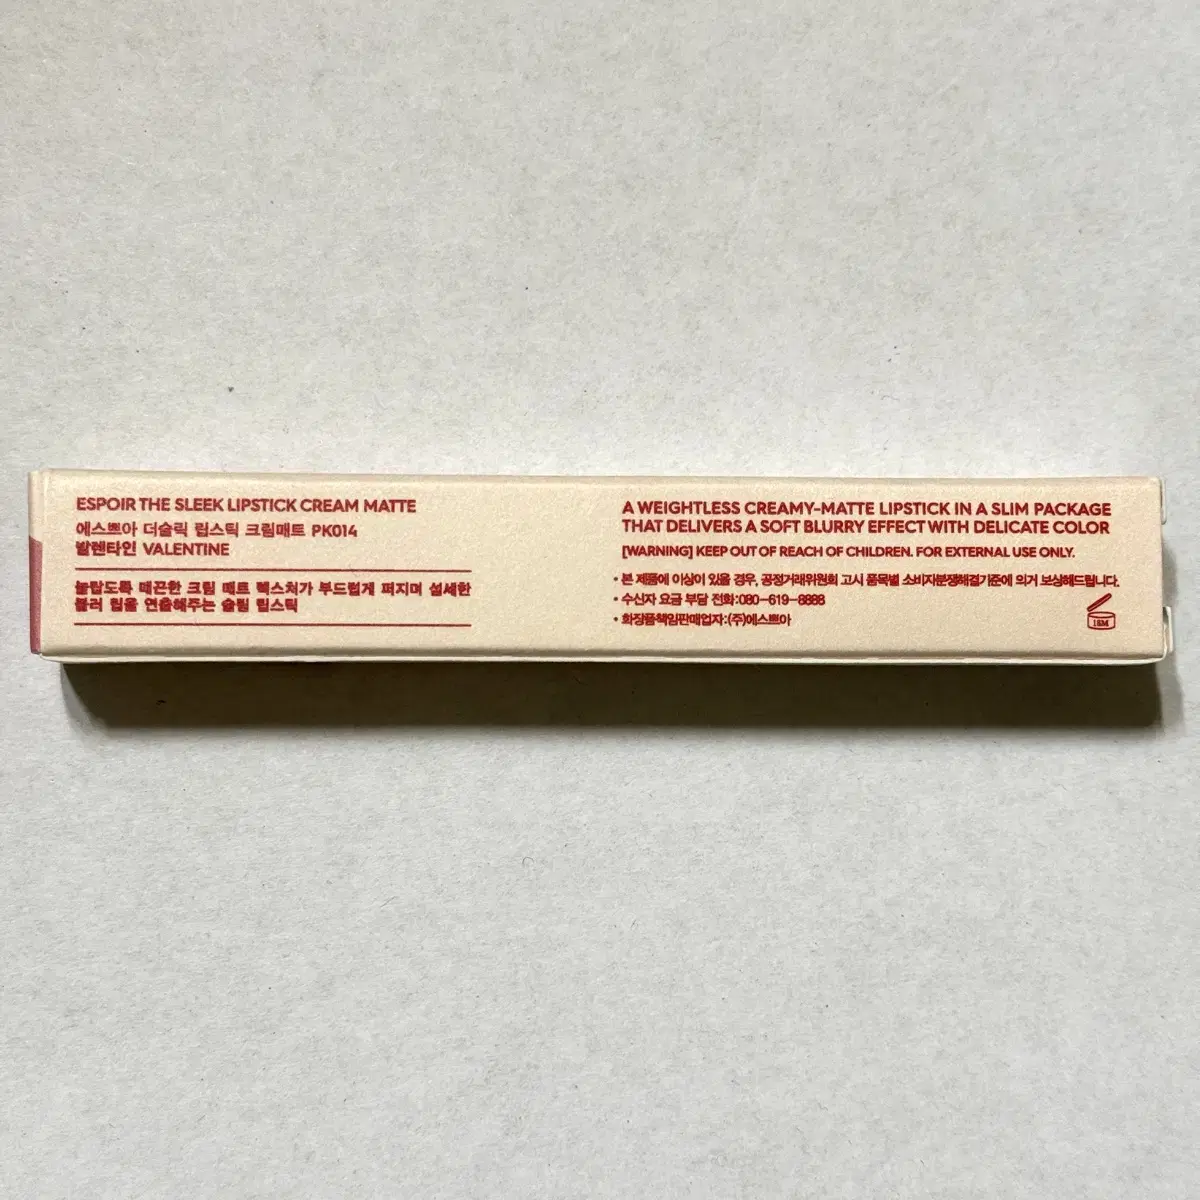 ESPOIR THE SLEEK LIPSTICK CREAM MATTE
에스쁘아 더슬릭 립스틱 크림매트 PK014
발렌타인 VALENTINE
놀랍도록 매끈한 크림 매트 텍스처가 부드럽게 퍼지며 섬세한
블러 립을 연출해주는 슬림 립스틱
A WEIGHTLESS CREAMY-MATTE LIPSTICK IN A SLIM PACKAGE
THAT DELIVERS A SOFT BLURRY EFFECT WITH DELICATE COLOR
[WARNING] KEEP OUT OF REACH OF CHILDREN. FOR EXTERNAL USE ONLY.
• 본 제품에 이상이 있을 경우, 공정거래위원회 고시 품목별 소비자분쟁해결기준에 의거 보상해드립니다.
• 수신자 요금 부담 전화:080-619-8888
• 화장품책임판매업자:(주)에스쁘아
18M